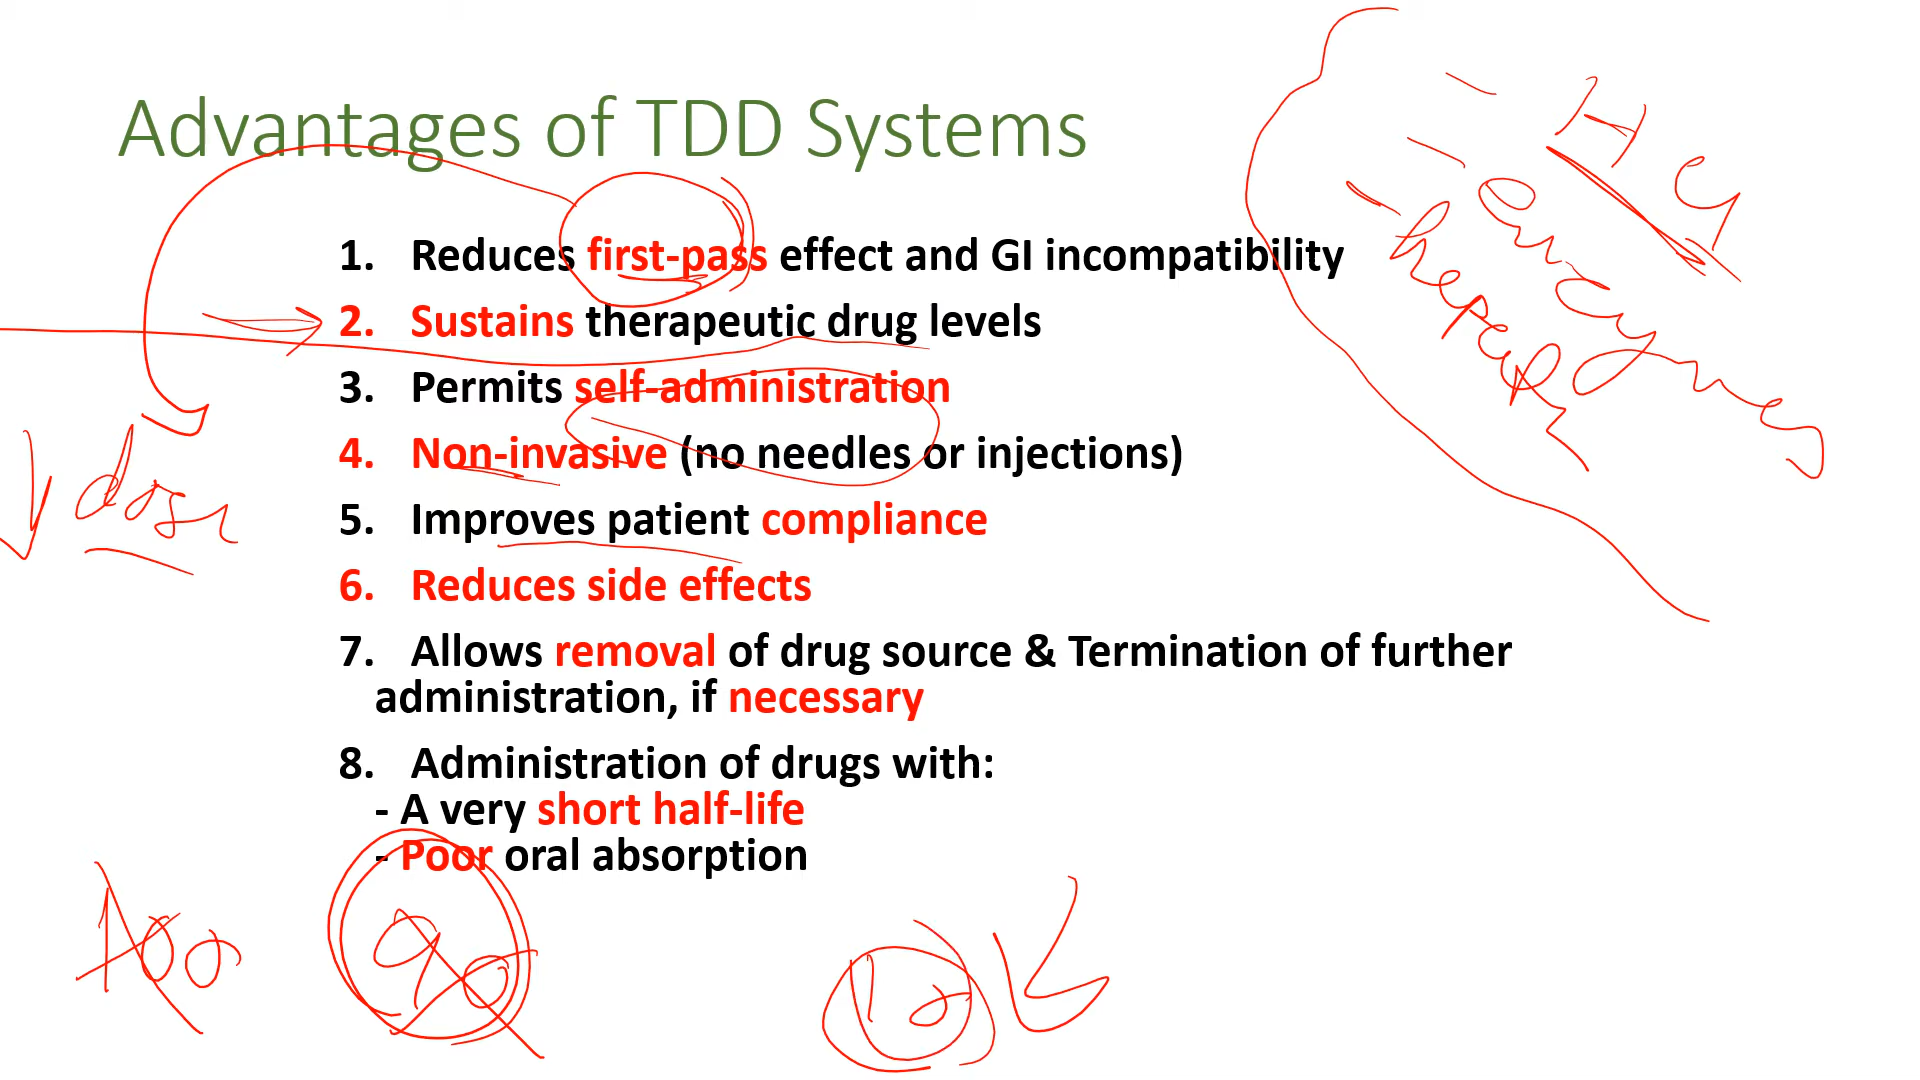 Advantages of TDD Systems
1. Reduces first-pass effect and GI incompatibility
2. Sustains therapeutic drug levels
3. Permits self-administration
4. Non-invasive (no needles or injections)
5. Improves patient compliance
6. Reduces side effects
7. Allows removal of drug source & Termination of further
administration, if necessary
8. Administration of drugs with:
- A very short half-life
- Poor oral absorption
dose
100
90
10